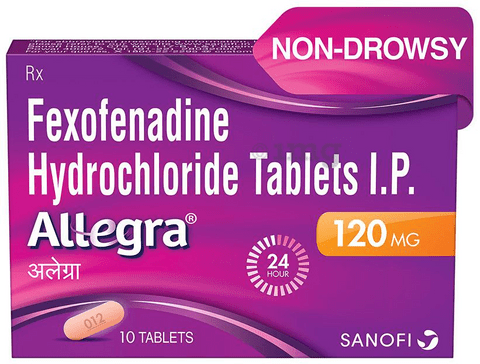 NON-DROWSY
Rx
Fexofenadine
Hydrochloride Tablets I.P.
Allegra®
120 MG
अलेग्रा
24
HOUR
012
10 TABLETS
SANOFI